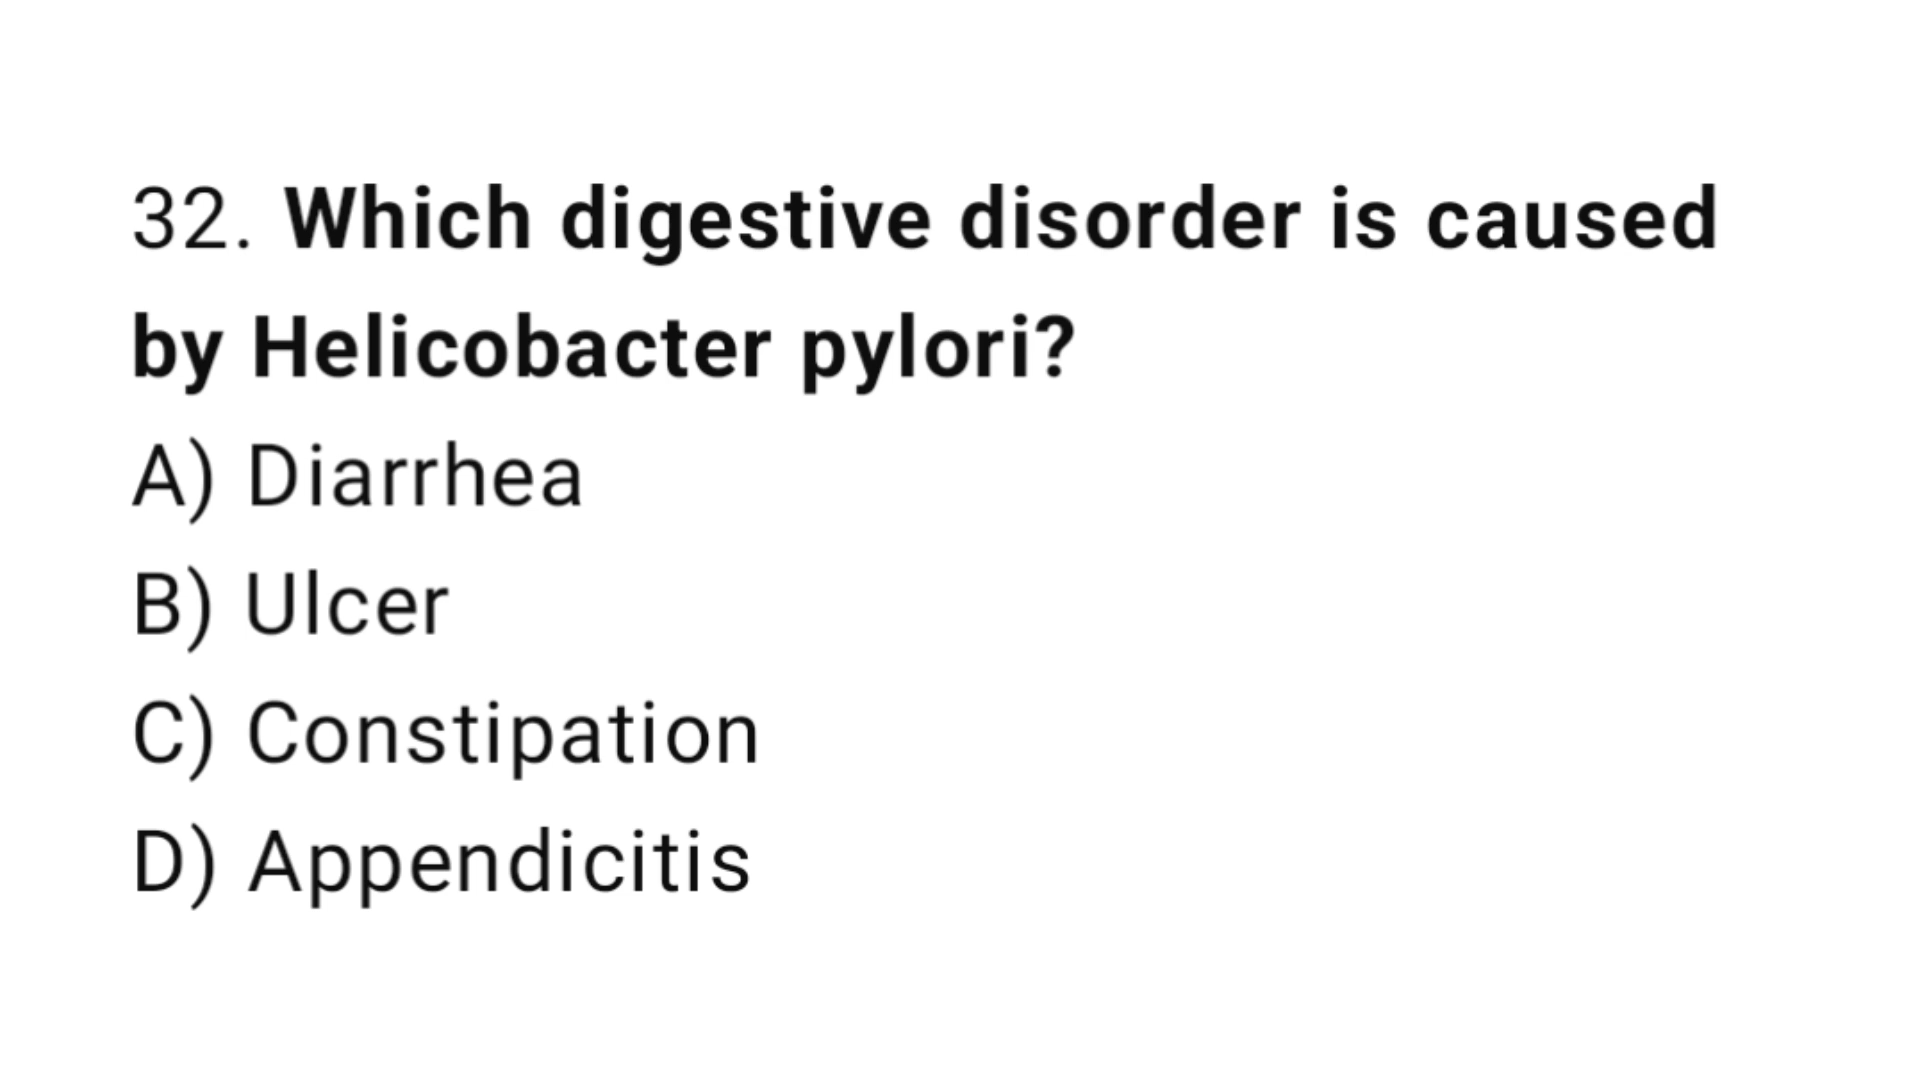 32. Which digestive disorder is caused
by Helicobacter pylori?
A) Diarrhea
B) Ulcer
C) Constipation
D) Appendicitis